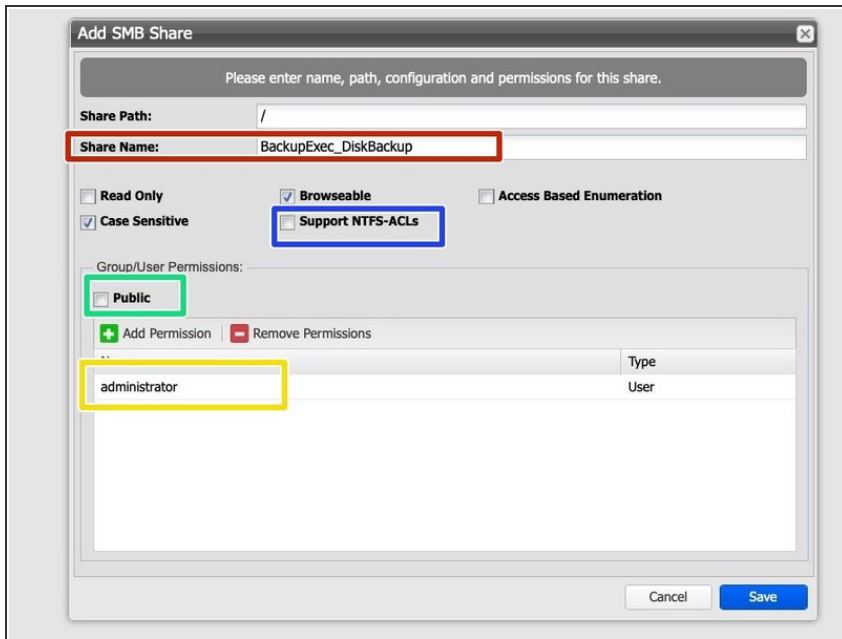 Add SMB Share
Please enter name, path, configuration and permissions for this share.
Share Path: /
Share Name: BackupExec_DiskBackup
Read Only Browseable Access Based Enumeration
Case Sensitive Support NTFS-ACLs
Group/User Permissions:
Public
Add Permission Remove Permissions
Type
administrator User
Cancel Save